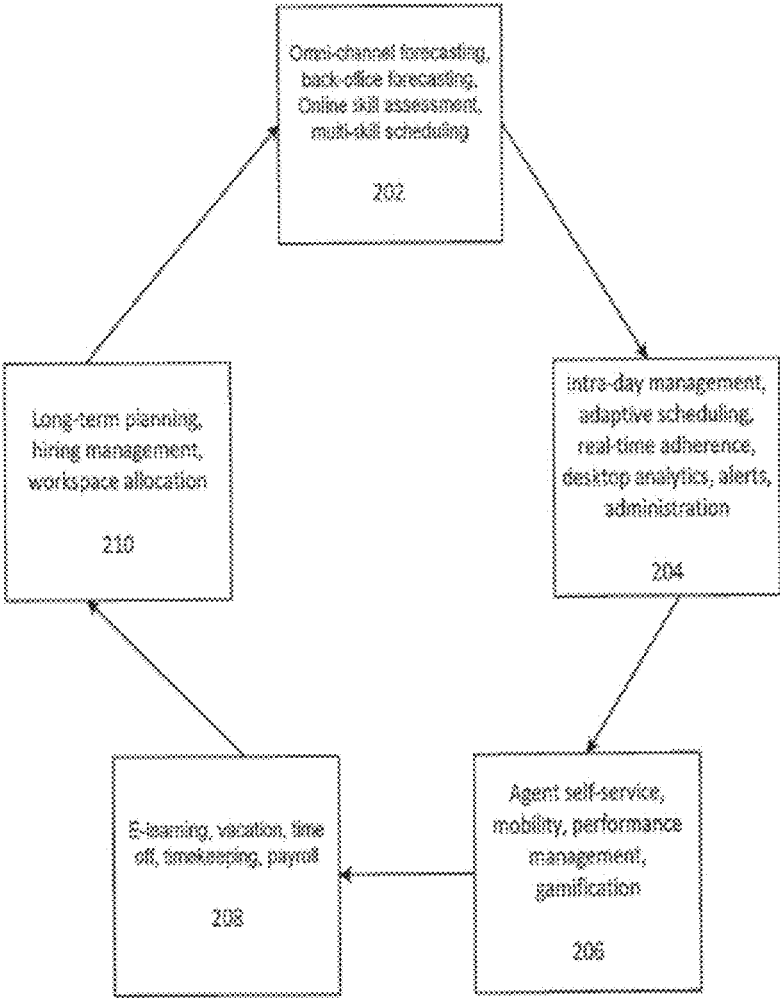 Omni-channel forecasting,
back-office forecasting,
Online skill assessment,
multi-skill scheduling
202
Intra-day management,
adaptive scheduling,
real-time adherence,
desktop analytics, alerts,
administration
204
Agent self-service,
mobility, performance
management,
gamification
206
E-learning, vacation, time
off, timekeeping, payroll
208
Long-term planning,
hiring management,
workspace allocation
210